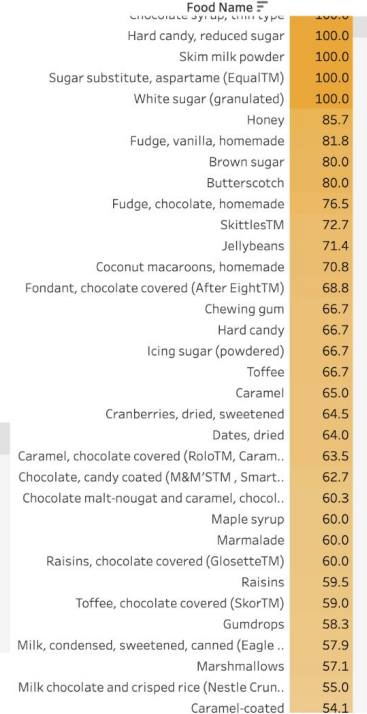 Food Name
Chocolate syrup, thin type 100.0
Hard candy, reduced sugar 100.0
Skim milk powder 100.0
Sugar substitute, aspartame (EqualTM) 100.0
White sugar (granulated) 100.0
Honey 85.7
Fudge, vanilla, homemade 81.8
Brown sugar 80.0
Butterscotch 80.0
Fudge, chocolate, homemade 76.5
SkittlesTM 72.7
Jellybeans 71.4
Coconut macaroons, homemade 70.8
Fondant, chocolate covered (After EightTM) 68.8
Chewing gum 66.7
Hard candy 66.7
Icing sugar (powdered) 66.7
Toffee 66.7
Caramel 65.0
Cranberries, dried, sweetened 64.5
Dates, dried 64.0
Caramel, chocolate covered (RoloTM, Caram.. 63.5
Chocolate, candy coated (M&M'STM , Smart.. 62.7
Chocolate malt-nougat and caramel, chocol.. 60.3
Maple syrup 60.0
Marmalade 60.0
Raisins, chocolate covered (GlosetteTM) 60.0
Raisins 59.5
Toffee, chocolate covered (SkorTM) 59.0
Gumdrops 58.3
Milk, condensed, sweetened, canned (Eagle .. 57.9
Marshmallows 57.1
Milk chocolate and crisped rice (Nestle Crun.. 55.0
Caramel-coated 54.1